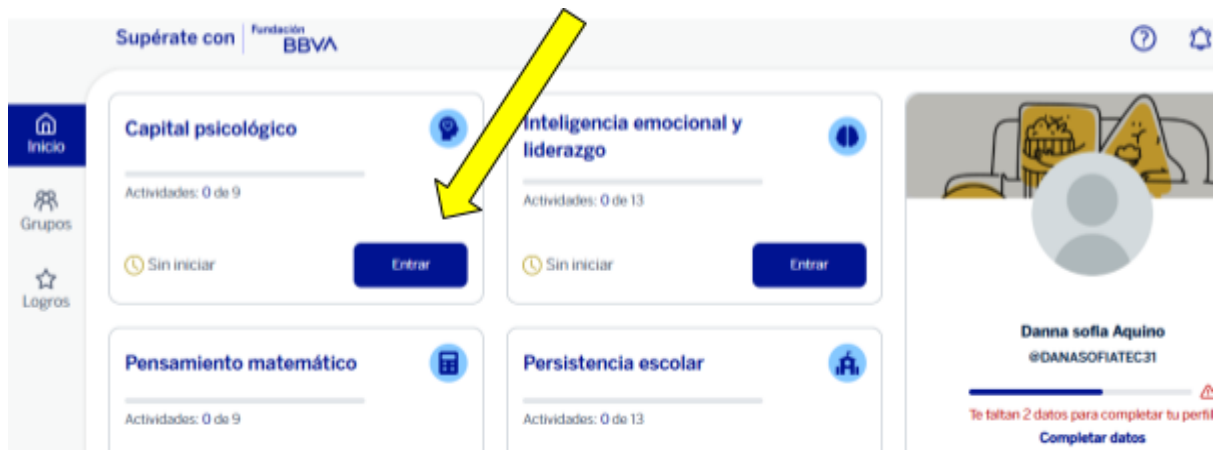 Supérate con Fundación BBVA
Inicio
Grupos
Logros
Capital psicológico
Actividades: 0 de 9
Sin iniciar
Entrar
Inteligencia emocional y
liderazgo
Actividades: 0 de 13
Sin iniciar
Entrar
Pensamiento matemático
Actividades: 0 de 9
Persistencia escolar
Actividades: 0 de 13
Danna sofia Aquino
@DANASOFIATEC31
Te faltan 2 datos para completar tu perfil
Completar datos